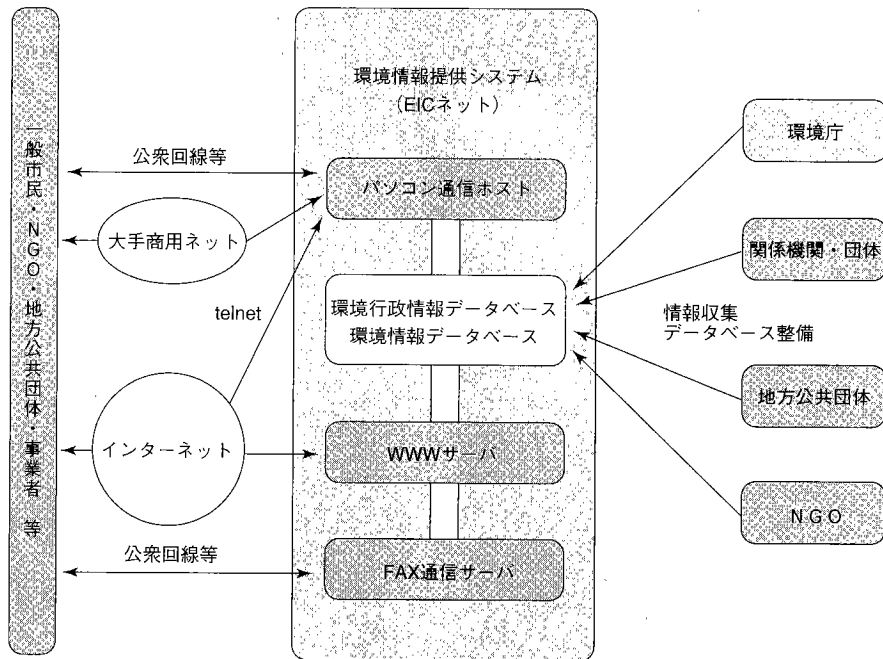 一般市民・NGO・地方公共団体・事業者 等
公衆回線等
大手商用ネット
telnet
インターネット
公衆回線等
環境情報提供システム
(EICネット)
パソコン通信ホスト
環境行政情報データベース
環境情報データベース
WWWサーバ
FAX通信サーバ
環境庁
関係機関・団体
情報収集
データベース整備
地方公共団体
NGO